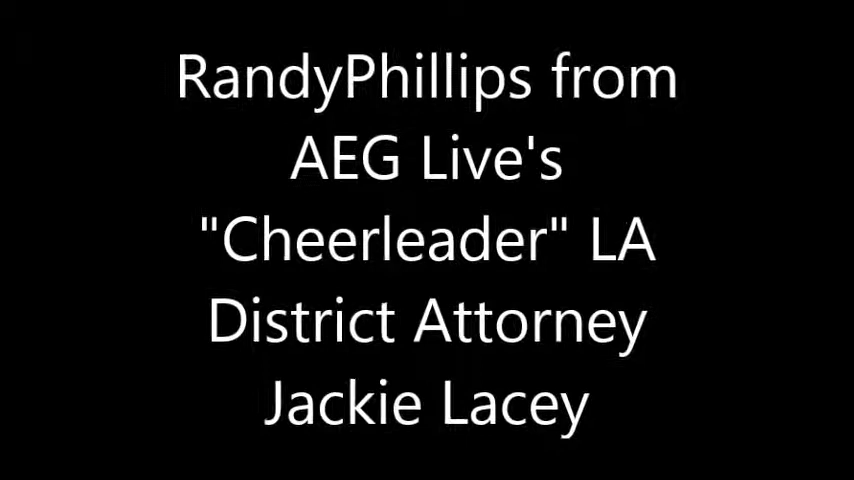 RandyPhillips from
AEG Live's
"Cheerleader" LA
District Attorney
Jackie Lacey